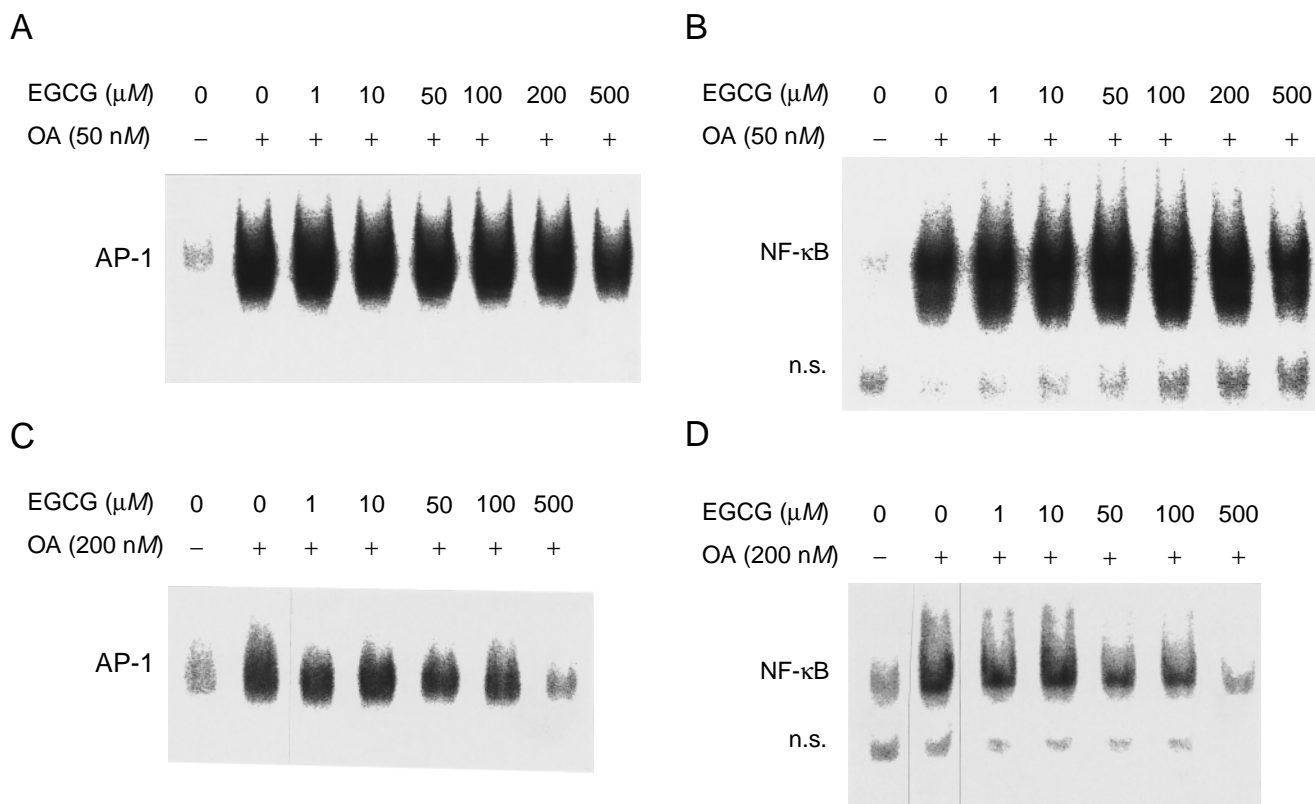 A
EGCG (μM) 0 0 1 10 50 100 200 500
OA (50 nM) – + + + + + + +
AP-1
B
EGCG (μM) 0 0 1 10 50 100 200 500
OA (50 nM) – + + + + + + +
NF-κB
n.s.
C
EGCG (μM) 0 0 1 10 50 100 500
OA (200 nM) – + + + + + +
AP-1
D
EGCG (μM) 0 0 1 10 50 100 500
OA (200 nM) – + + + + + +
NF-κB
n.s.